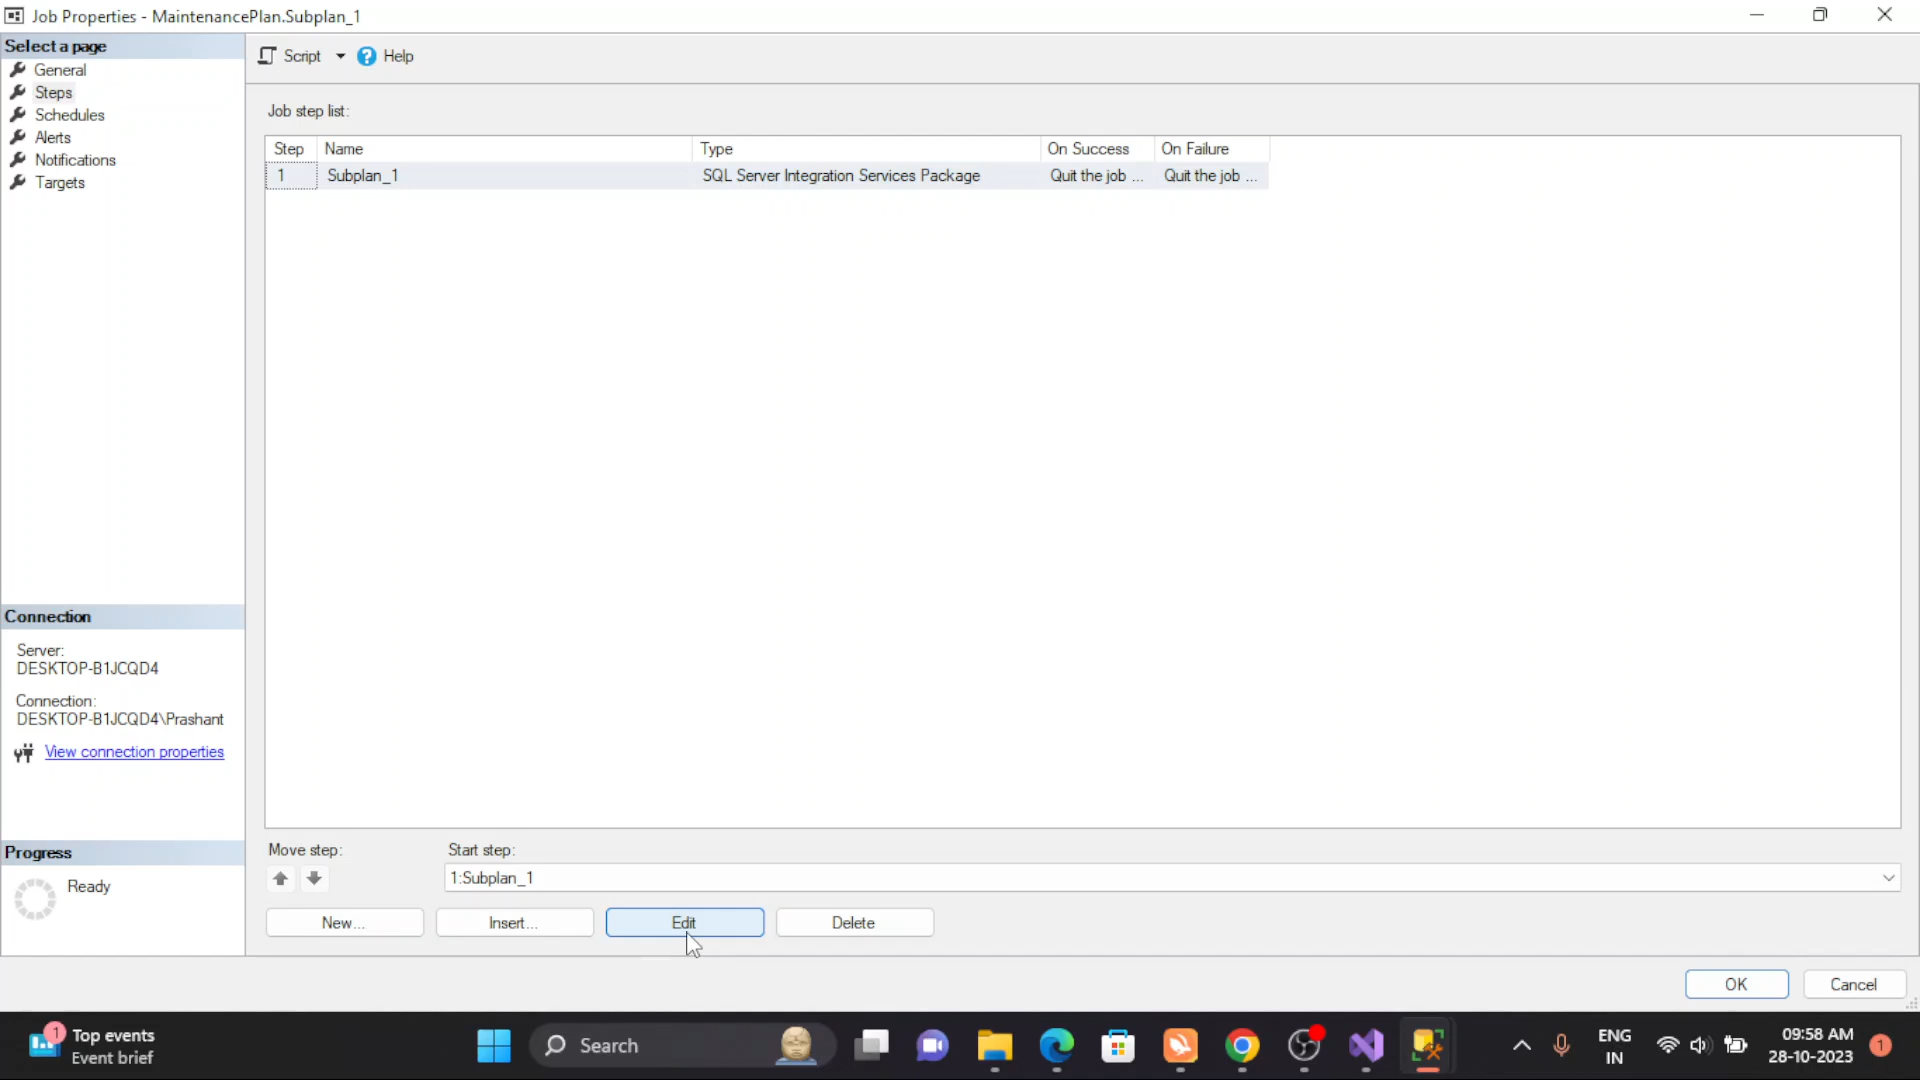 Job Properties - MaintenancePlan.Subplan_1
Select a page
General
Steps
Schedules
Alerts
Notifications
Targets
Script
Help
Job step list:
Step Name Type On Success On Failure
1 Subplan_1 SQL Server Integration Services Package Quit the job ... Quit the job ...
Connection
Server:
DESKTOP-B1JCQD4
Connection:
DESKTOP-B1JCQD4\Prashant
View connection properties
Progress
Ready
Move step:
Start step:
1:Subplan_1
New...
Insert...
Edit
Delete
OK
Cancel
1
Top events
Event brief
Search
ENG
IN
09:58 AM
28-10-2023
1